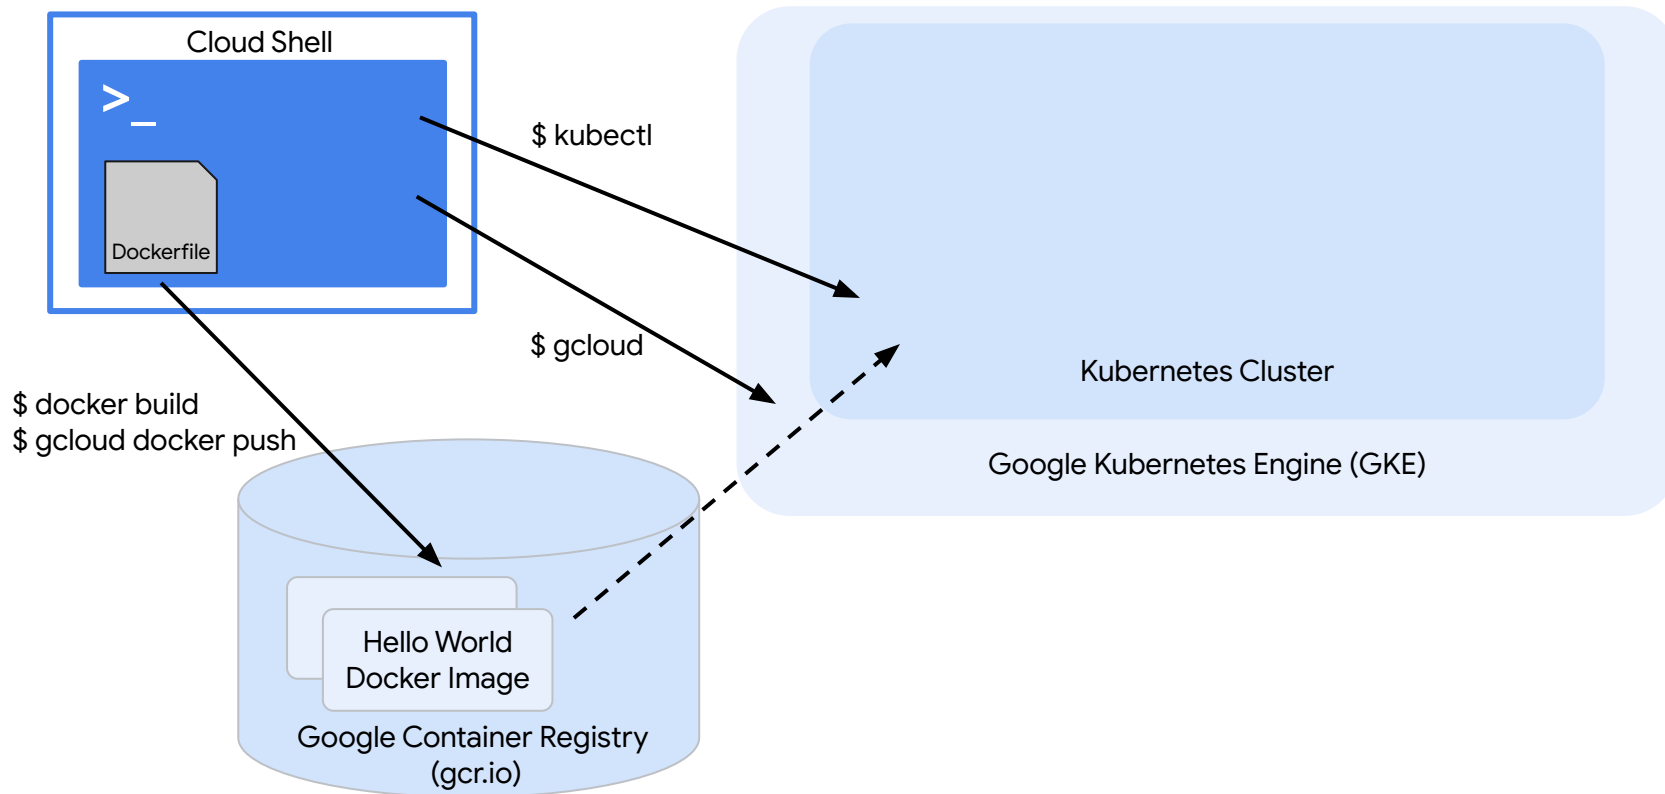 Cloud Shell
>_
Dockerfile
$ kubectl
$ gcloud
$ docker build
$ gcloud docker push
Kubernetes Cluster
Google Kubernetes Engine (GKE)
Hello World
Docker Image
Google Container Registry
(gcr.io)